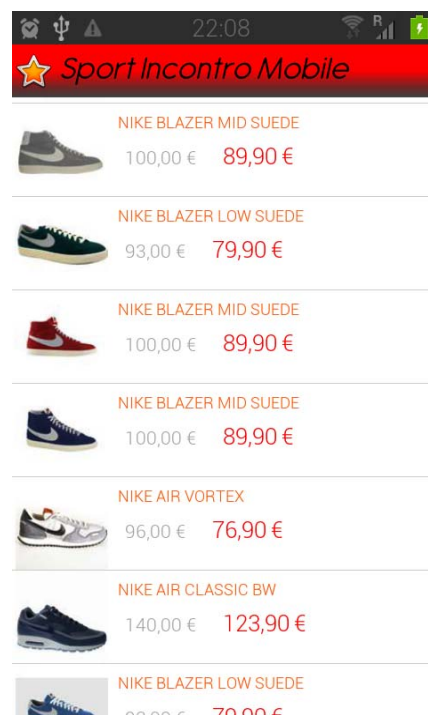 22:08
R
Sport Incontro Mobile
NIKE BLAZER MID SUEDE
100,00 € 89,90 €
NIKE BLAZER LOW SUEDE
93,00 € 79,90 €
NIKE BLAZER MID SUEDE
100,00 € 89,90 €
NIKE BLAZER MID SUEDE
100,00 € 89,90 €
NIKE AIR VORTEX
96,00 € 76,90 €
NIKE AIR CLASSIC BW
140,00 € 123,90 €
NIKE BLAZER LOW SUEDE